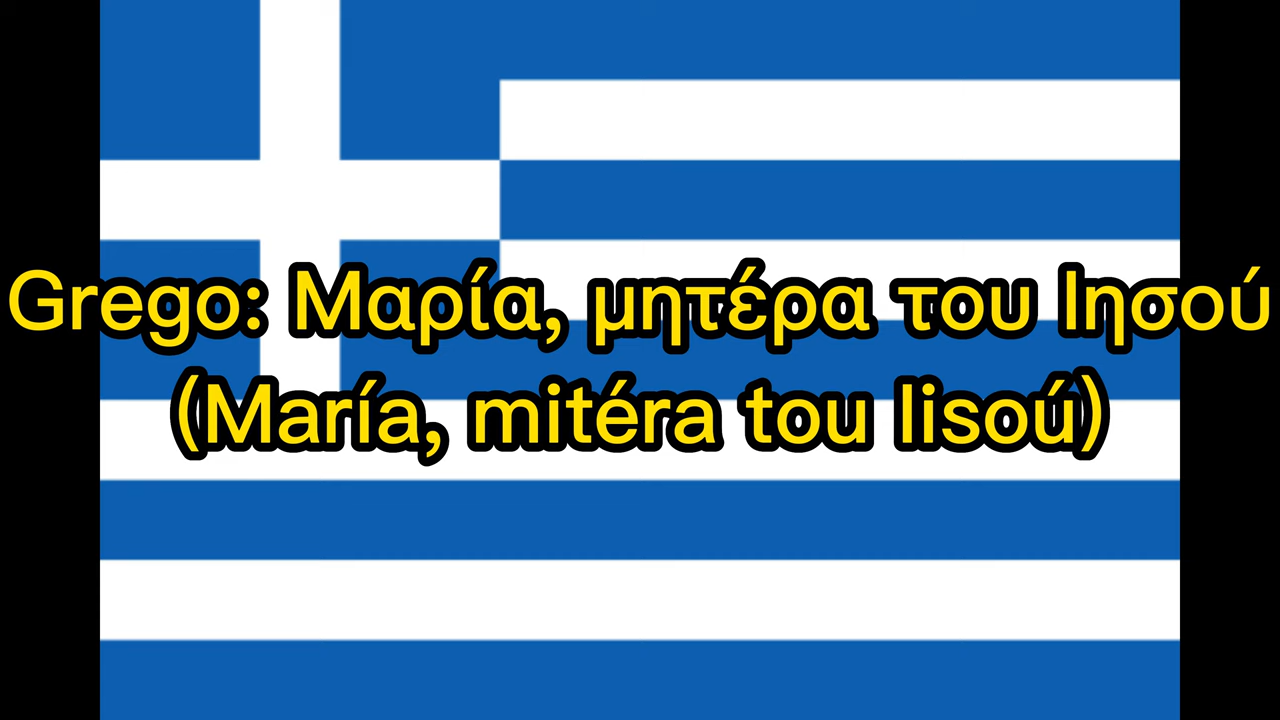 Grego: Μαρία, μητέρα του Ιησού
(María, mitéra tou Iisoú)